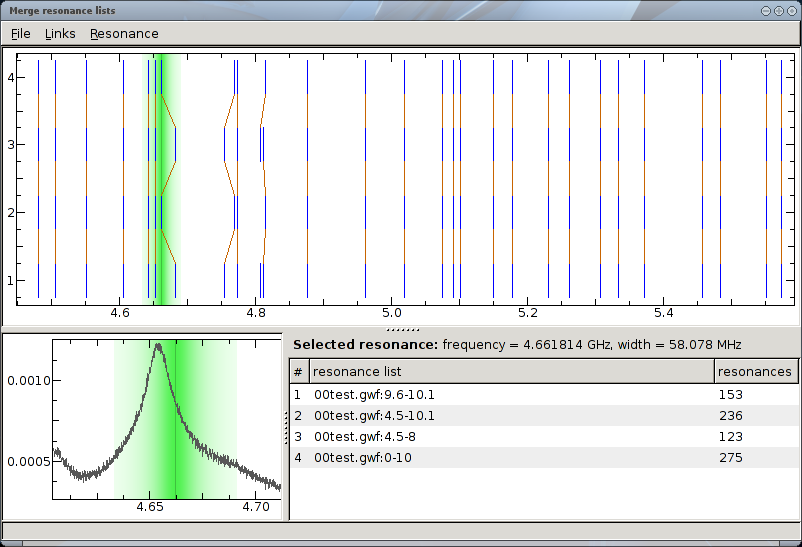 Merge resonance lists
File Links Resonance
4
3
2
1
4.6 4.8 5.0 5.2 5.4
0.0010
0.0005
4.65 4.70
Selected resonance: frequency = 4.661814 GHz, width = 58.078 MHz
# resonance list resonances
1 00test.gwf:9.6-10.1 153
2 00test.gwf:4.5-10.1 236
3 00test.gwf:4.5-8 123
4 00test.gwf:0-10 275